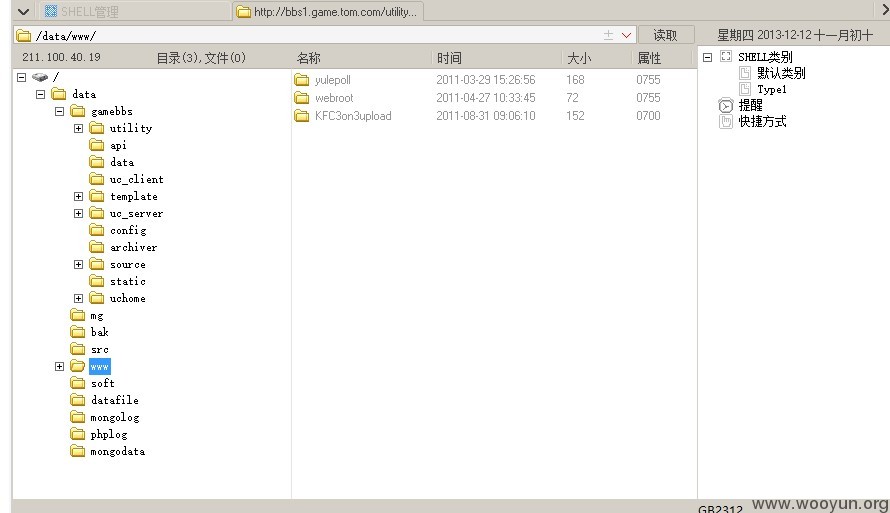 SHELL管理
http://bbs1.game.tom.com/utility...
/data/www/
读取
星期四 2013-12-12 十一月初十
211.100.40.19
目录(3),文件(0)
名称 时间 大小 属性
yulepoll 2011-03-29 15:26:56 168 0755
webroot 2011-04-27 10:33:45 72 0755
KFC3on3upload 2011-08-31 09:06:10 152 0700
/
data
gamebbs
utility
api
data
uc_client
template
uc_server
config
archiver
source
static
uchome
mg
bak
src
www
soft
datafile
mongolog
phplog
mongodata
SHELL类别
默认类别
Type1
提醒
快捷方式
GB2312
www.wooyun.org